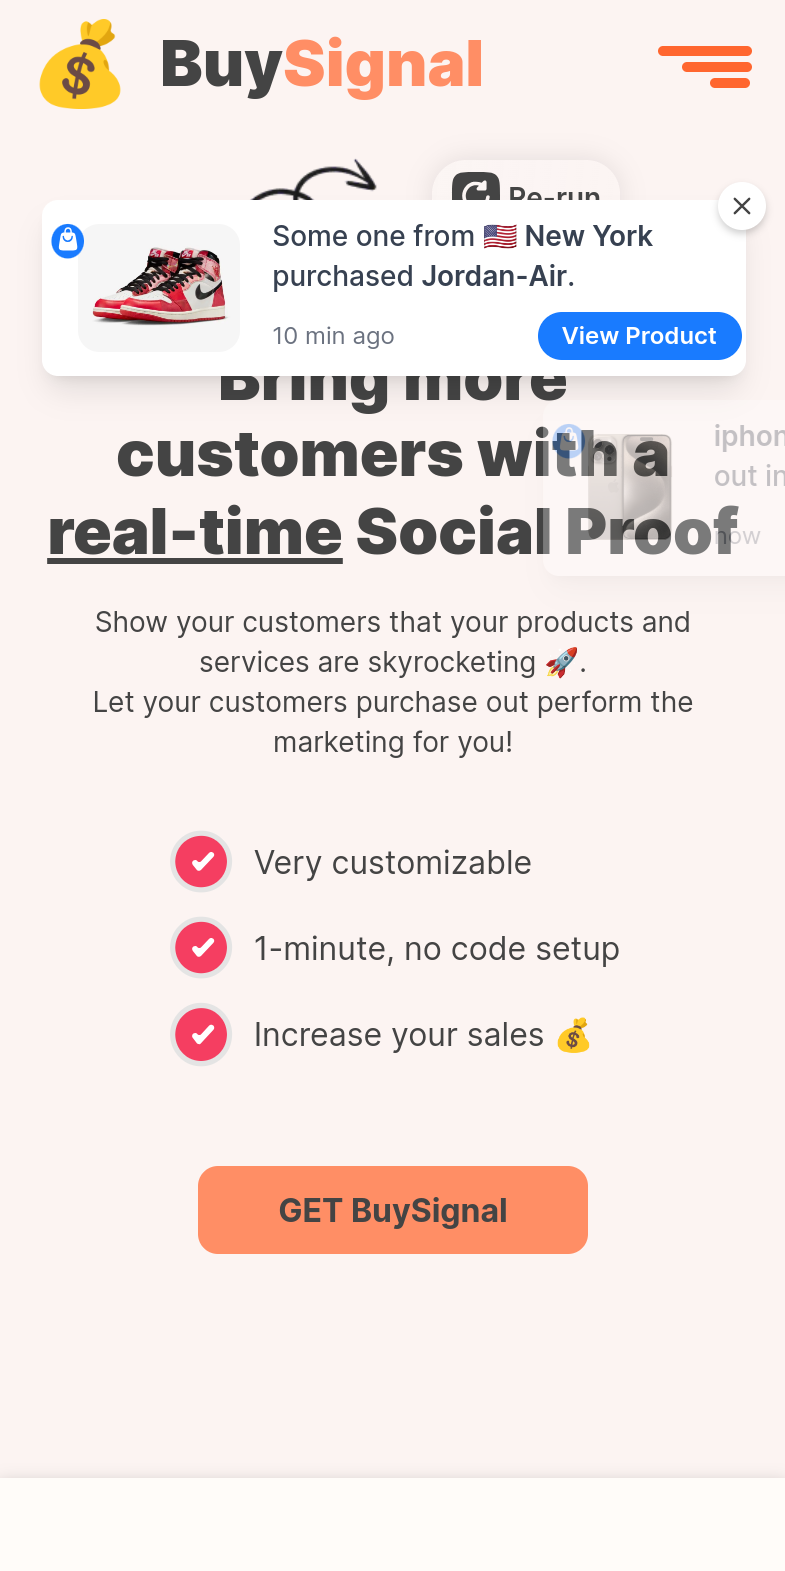 BuySignal
Re-run
Some one from New York
purchased Jordan-Air.
10 min ago
View Product
Bring more
customers with a
real-time Social Proof
out in
now
Show your customers that your products and
services are skyrocketing 🚀.
Let your customers purchase out perform the
marketing for you!
Very customizable
1-minute, no code setup
Increase your sales 💰
GET BuySignal